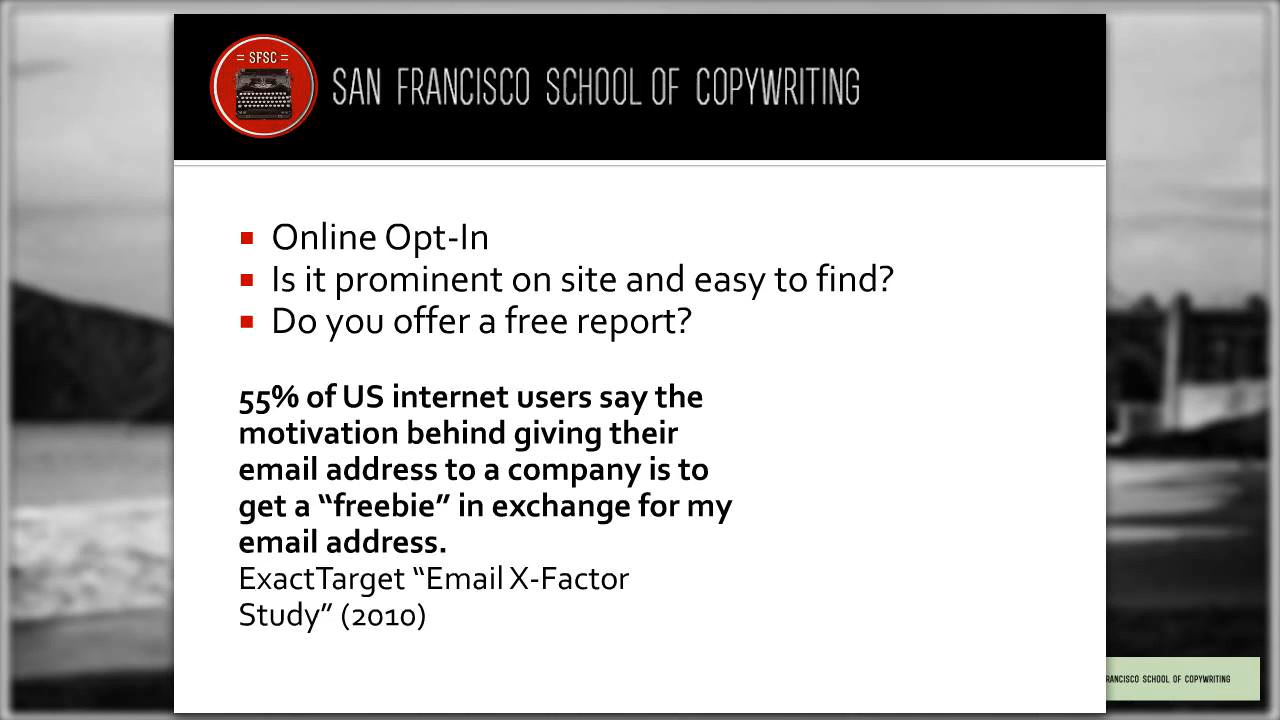 = SFSC =
SAN FRANCISCO SCHOOL OF COPYWRITING
Online Opt-In
Is it prominent on site and easy to find?
Do you offer a free report?
55% of US internet users say the
motivation behind giving their
email address to a company is to
get a “freebie” in exchange for my
email address.
ExactTarget “Email X-Factor
Study” (2010)
RANCISCO SCHOOL OF COPYWRITING